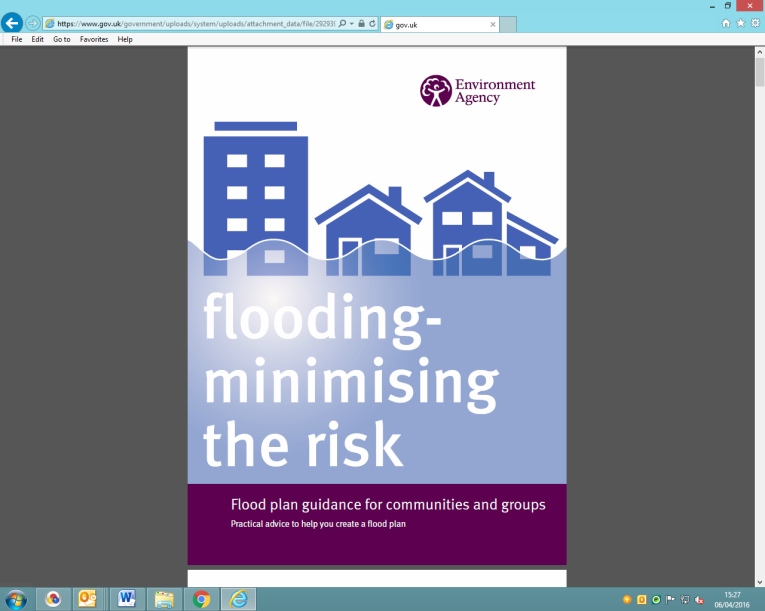 https://www.gov.uk/government/uploads/system/uploads/attachment_data/file/292939
gov.uk
File Edit Go to Favorites Help
Environment
Agency
flooding-
minimising
the risk
Flood plan guidance for communities and groups
Practical advice to help you create a flood plan
15:27
06/04/2016